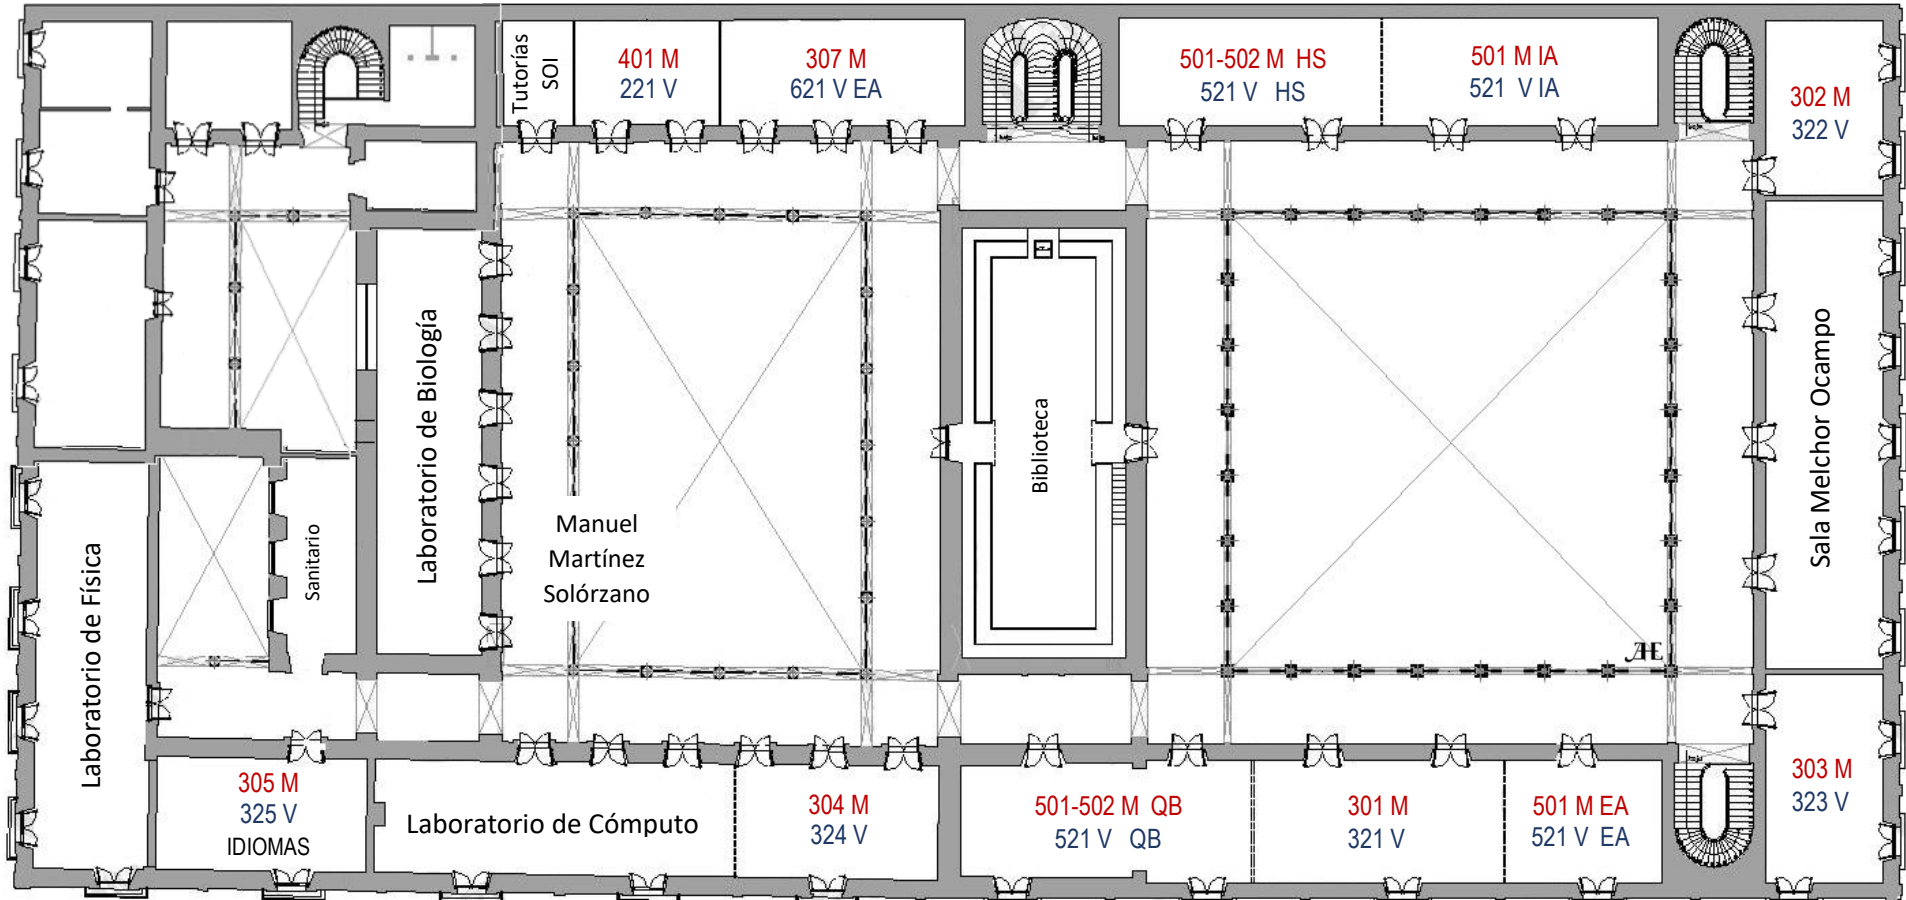 Tutorías
SOI
401 M
221 V
307 M
621 V EA
501-502 M HS
521 V HS
501 M IA
521 V IA
302 M
322 V
Laboratorio de Biología
Manuel
Martínez
Solórzano
Biblioteca
Sala Melchor Ocampo
Laboratorio de Física
Sanitario
305 M
325 V
IDIOMAS
Laboratorio de Cómputo
304 M
324 V
501-502 M QB
521 V QB
301 M
321 V
501 M EA
521 V EA
303 M
323 V